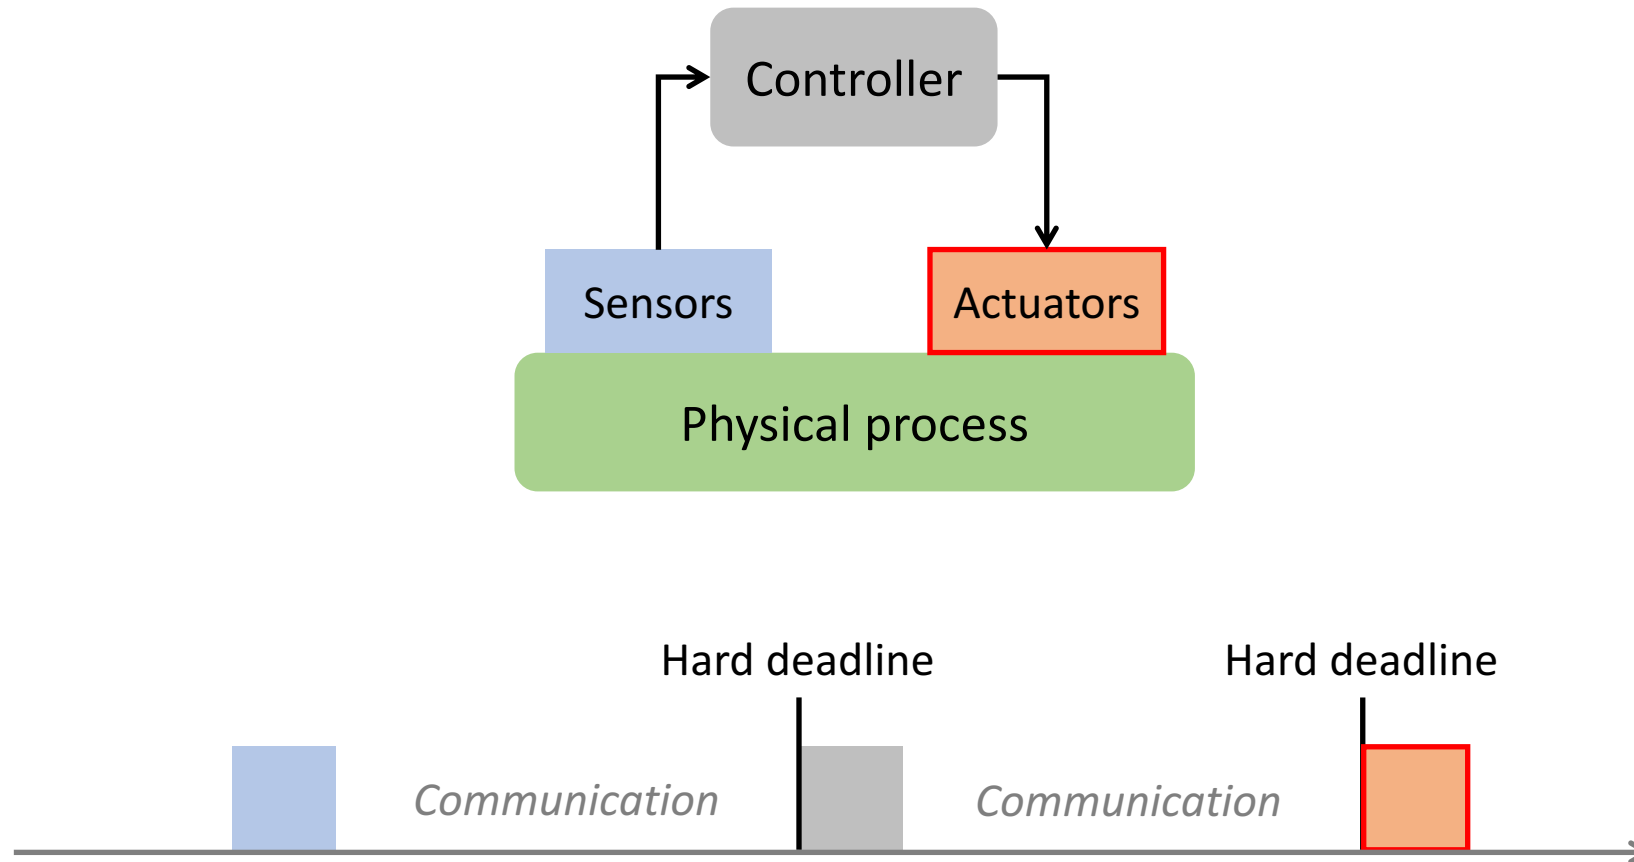 Controller
Sensors
Actuators
Physical process
Hard deadline
Hard deadline
Communication
Communication